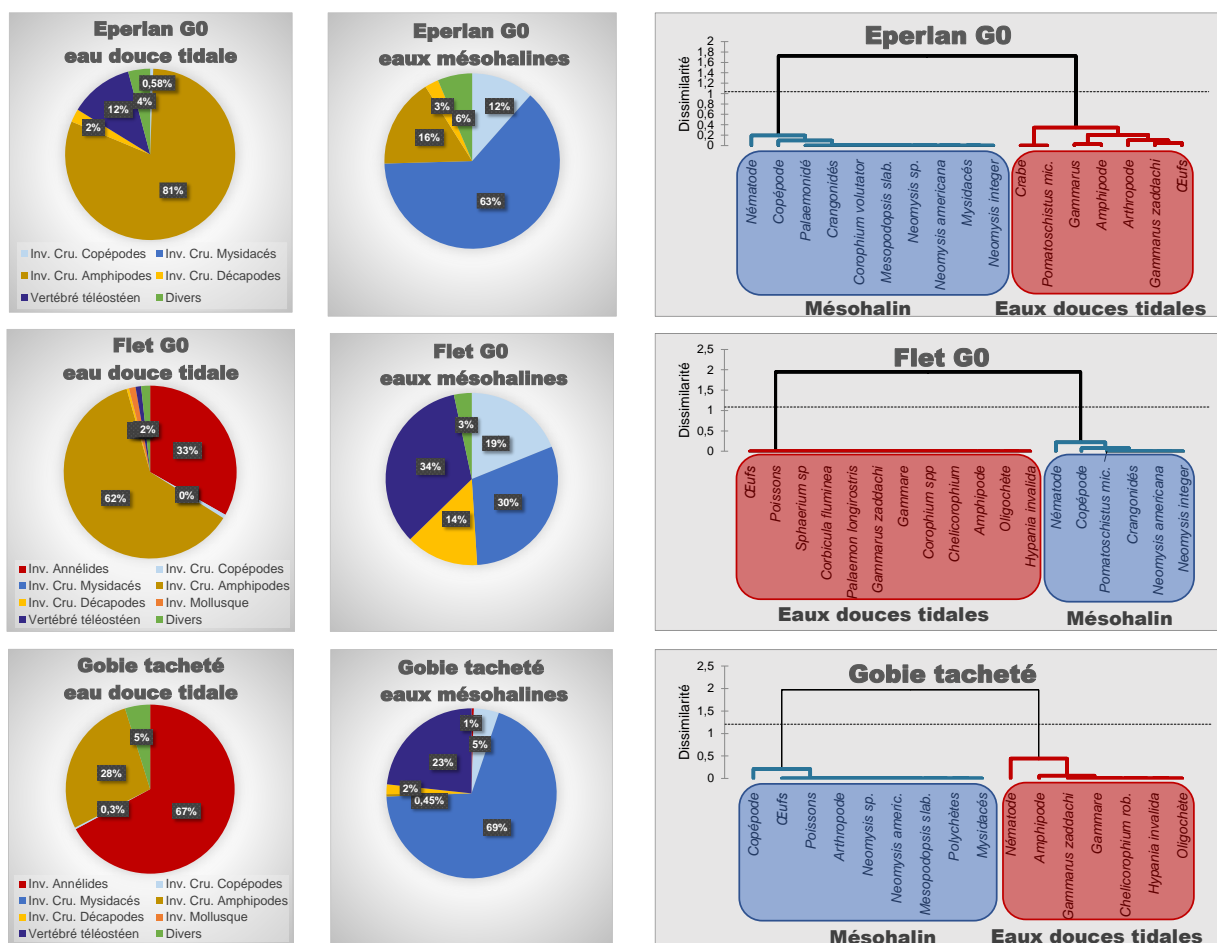 Eperlan G0
eau douce tidale
0,58%
4%
12%
2%
81%
Inv. Cru. Copépodes
Inv. Cru. Mysidacés
Inv. Cru. Amphipodes
Inv. Cru. Décapodes
Vertébré téléostéen
Divers
Eperlan G0
eaux mésohalines
3%
12%
6%
16%
63%
Eperlan G0
Dissimilarité
2
1,8
1,6
1,4
1,2
1
0,8
0,6
0,4
0,2
0
Nématode
Copépode
Palaemonidé
Crangonidés
Corophium volutator
Mesopodopsis slab.
Neomysis sp.
Neomysis americana
Mysidacés
Neomysis integer
Crabe
Pomatoschistus mic.
Gammarus
Amphipode
Arthropode
Gammarus zaddachi
Œufs
Mésohalin
Eaux douces tidales
Flet G0
eau douce tidale
2%
33%
0%
62%
Inv. Annélides
Inv. Cru. Copépodes
Inv. Cru. Mysidacés
Inv. Cru. Amphipodes
Inv. Cru. Décapodes
Inv. Mollusque
Vertébré téléostéen
Divers
Flet G0
eaux mésohalines
3%
19%
34%
30%
14%
Flet G0
Dissimilarité
2,5
2
1,5
1
0,5
0
Œufs
Poissons
Sphaerium sp
Corbicula fluminea
Palaemon longirostris
Gammarus zaddachi
Gammare
Corophium spp
Chelicorophium
Amphipode
Oligochète
Hypania invalida
Nématode
Copépode
Pomatoschistus mic.
Crangonidés
Neomysis americana
Neomysis integer
Eaux douces tidales
Mésohalin
Gobie tacheté
eau douce tidale
5%
28%
0,3%
67%
Inv. Annélides
Inv. Cru. Copépodes
Inv. Cru. Mysidacés
Inv. Cru. Amphipodes
Inv. Cru. Décapodes
Inv. Mollusque
Vertébré téléostéen
Divers
Gobie tacheté
eaux mésohalines
1%
5%
23%
2%
0,45%
69%
Gobie tacheté
Dissimilarité
2,5
2
1,5
1
0,5
0
Copépode
Œufs
Poissons
Arthropode
Neomysis sp.
Neomysis americ.
Mesopodopsis slab.
Polychètes
Mysidacés
Nématode
Amphipode
Gammarus zaddachi
Gammare
Chelicorophium rob.
Hypania invalida
Oligochète
Mésohalin
Eaux douces tidales